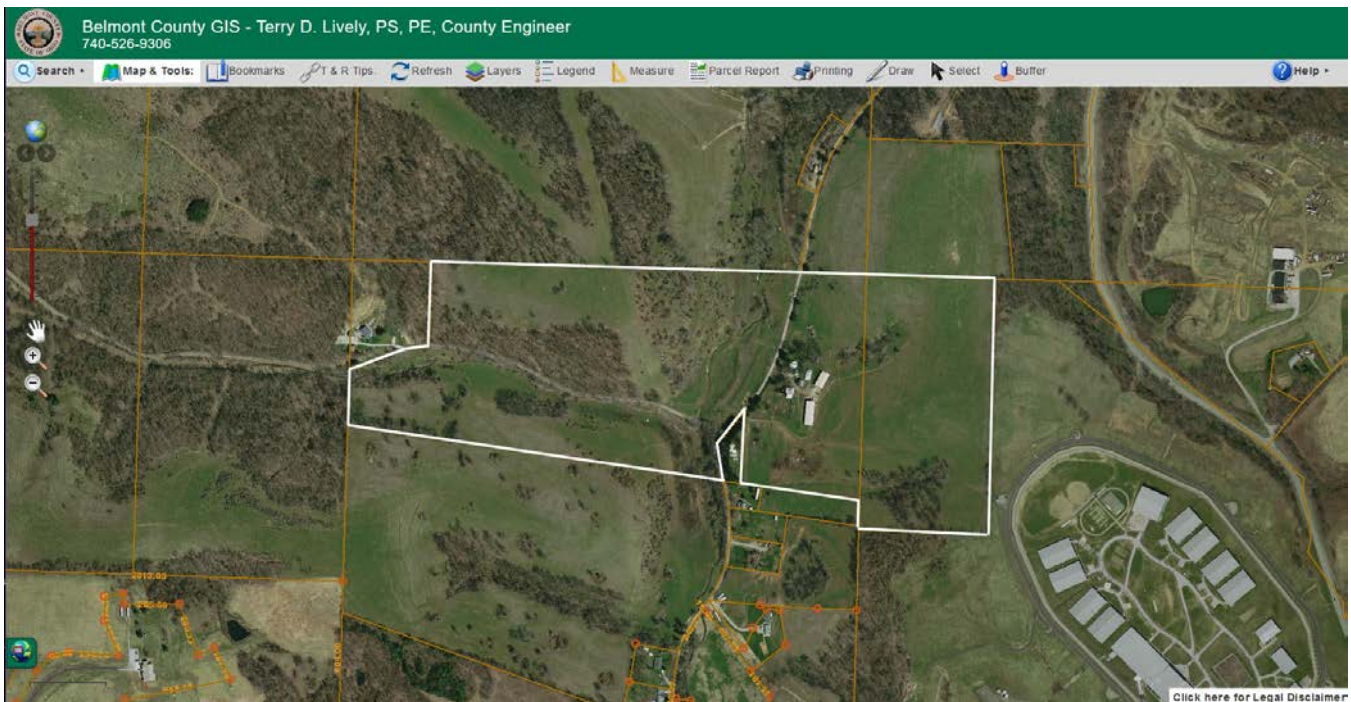 Belmont County GIS - Terry D. Lively, PS, PE, County Engineer
740-526-9306
Search Map & Tools: Bookmarks T & R Tips Refresh Layers Legend Measure Parcel Report Printing Draw Select Buffer Help
Click here for Legal Disclaimer